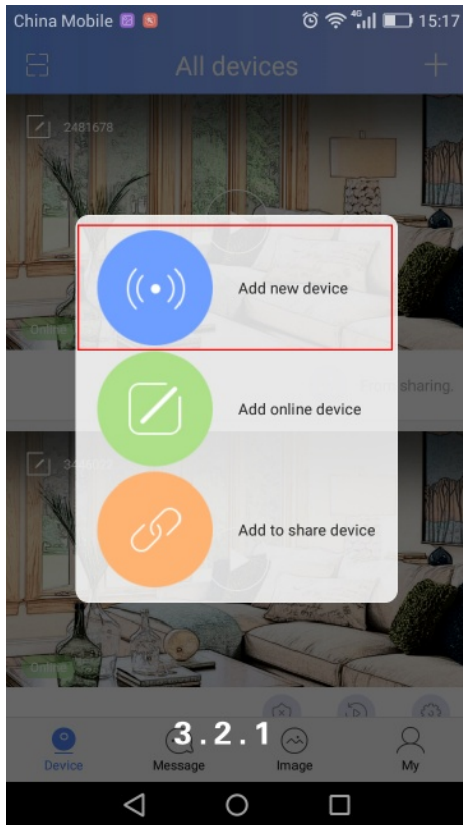 China Mobile 4G 15:17
All devices
2481678
Add new device
Online
sharing.
Add online device
Add to share device
3.2.1
Device Message Image My